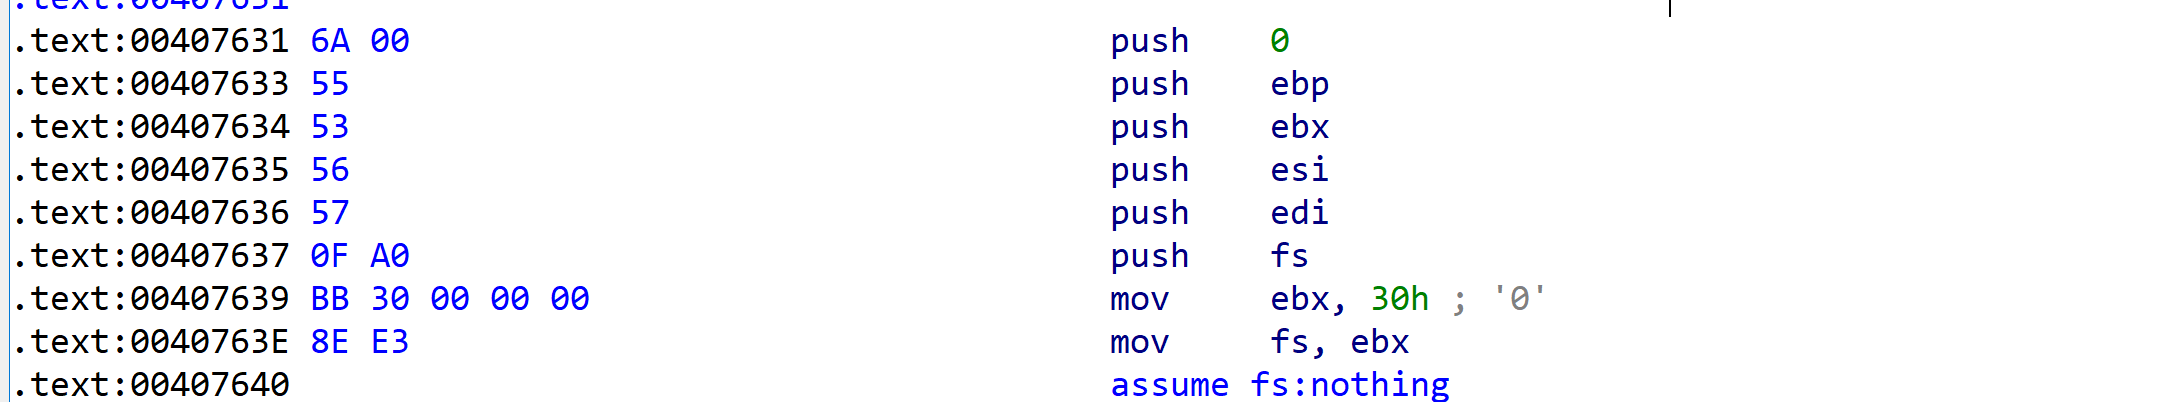 .text:00407631
.text:00407631 6A 00 push 0
.text:00407633 55 push ebp
.text:00407634 53 push ebx
.text:00407635 56 push esi
.text:00407636 57 push edi
.text:00407637 0F A0 push fs
.text:00407639 BB 30 00 00 00 mov ebx, 30h ; '0'
.text:0040763E 8E E3 mov fs, ebx
.text:00407640 assume fs:nothing